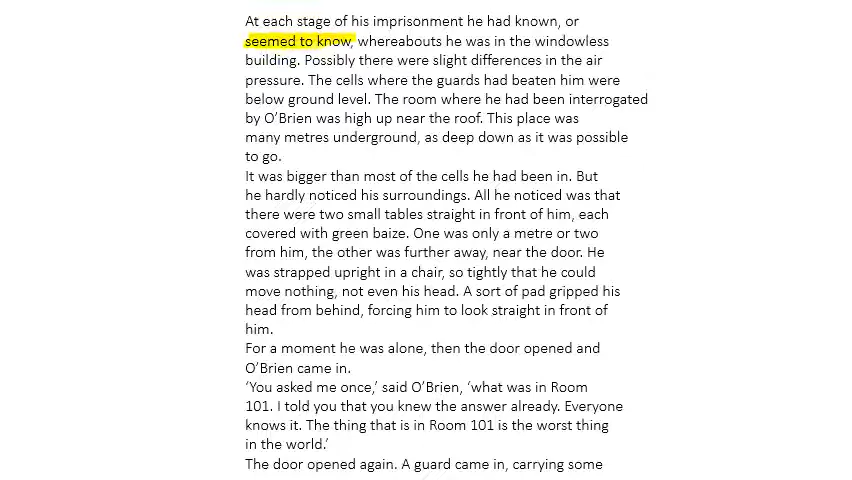 At each stage of his imprisonment he had known, or
seemed to know, whereabouts he was in the windowless
building. Possibly there were slight differences in the air
pressure. The cells where the guards had beaten him were
below ground level. The room where he had been interrogated
by O’Brien was high up near the roof. This place was
many metres underground, as deep down as it was possible
to go.
It was bigger than most of the cells he had been in. But
he hardly noticed his surroundings. All he noticed was that
there were two small tables straight in front of him, each
covered with green baize. One was only a metre or two
from him, the other was further away, near the door. He
was strapped upright in a chair, so tightly that he could
move nothing, not even his head. A sort of pad gripped his
head from behind, forcing him to look straight in front of
him.
For a moment he was alone, then the door opened and
O’Brien came in.
‘You asked me once,’ said O’Brien, ‘what was in Room
101. I told you that you knew the answer already. Everyone
knows it. The thing that is in Room 101 is the worst thing
in the world.’
The door opened again. A guard came in, carrying some